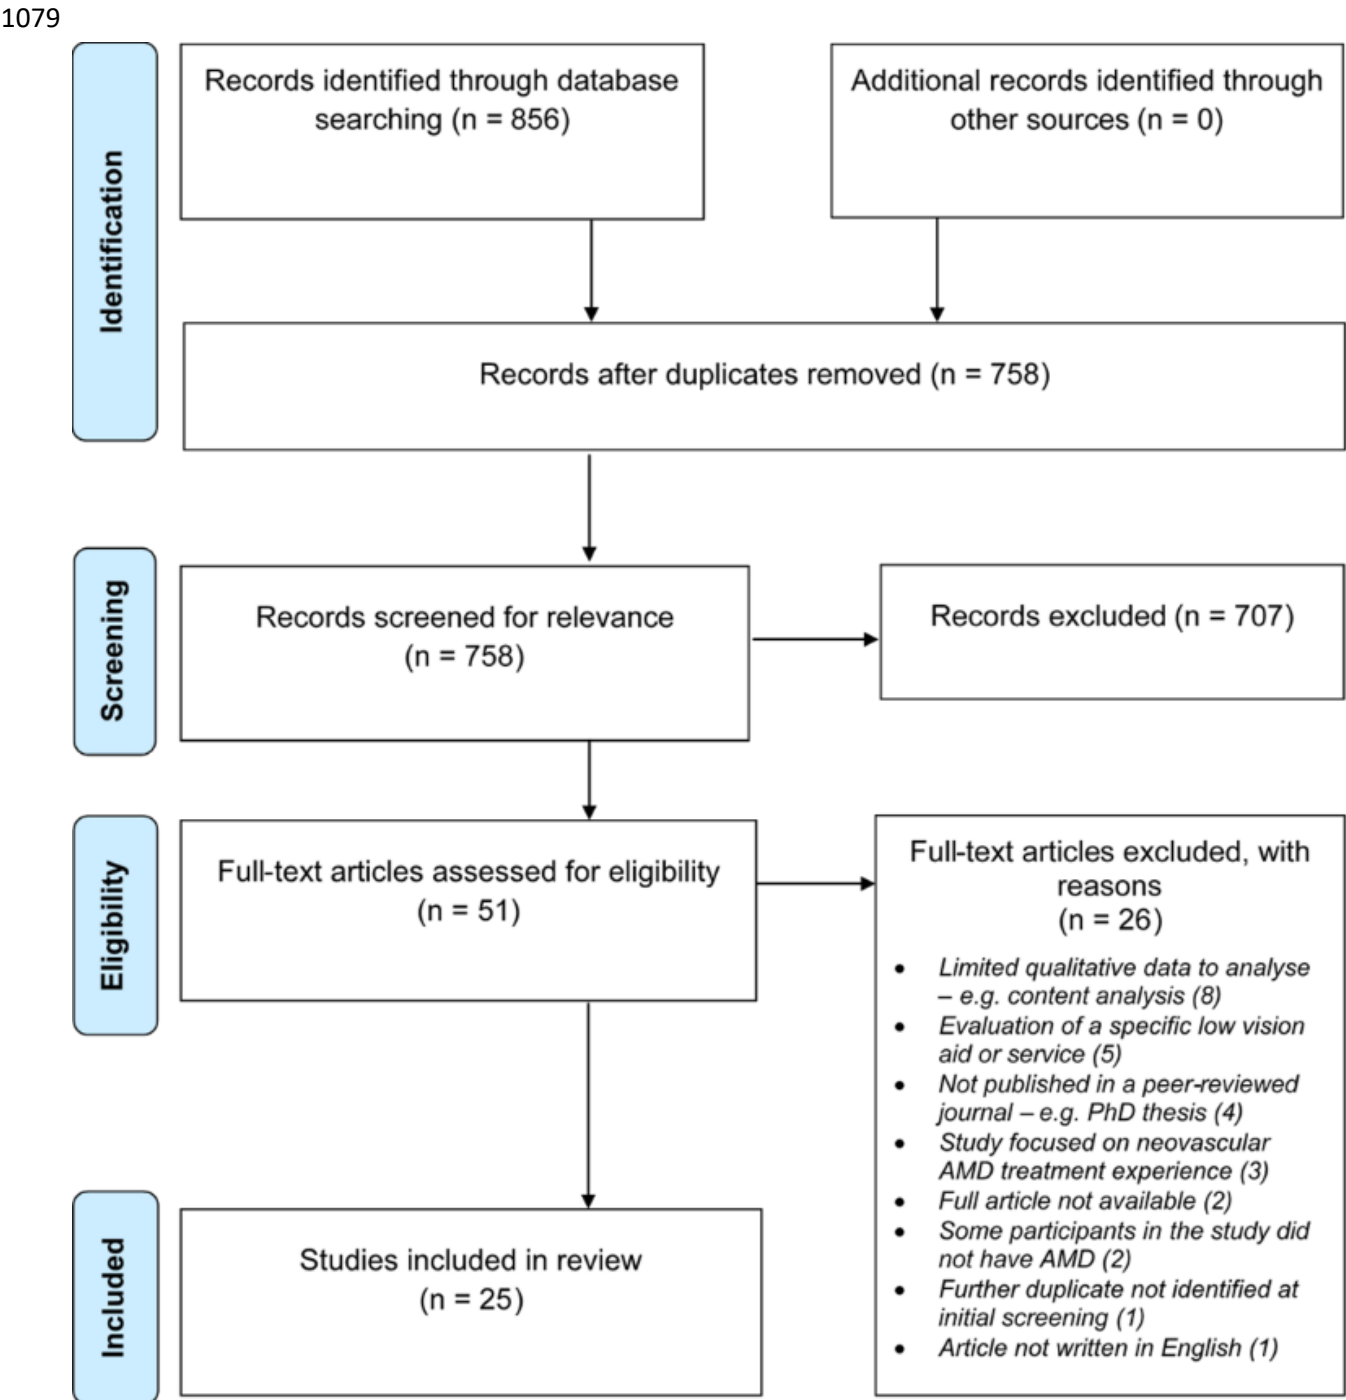 1079
Identification
Records identified through database
searching (n = 856)
Additional records identified through
other sources (n = 0)
Records after duplicates removed (n = 758)
Screening
Records screened for relevance
(n = 758)
Records excluded (n = 707)
Eligibility
Full-text articles assessed for eligibility
(n = 51)
Full-text articles excluded, with
reasons
(n = 26)
• Limited qualitative data to analyse
– e.g. content analysis (8)
• Evaluation of a specific low vision
aid or service (5)
• Not published in a peer-reviewed
journal – e.g. PhD thesis (4)
• Study focused on neovascular
AMD treatment experience (3)
• Full article not available (2)
• Some participants in the study did
not have AMD (2)
• Further duplicate not identified at
initial screening (1)
• Article not written in English (1)
Included
Studies included in review
(n = 25)